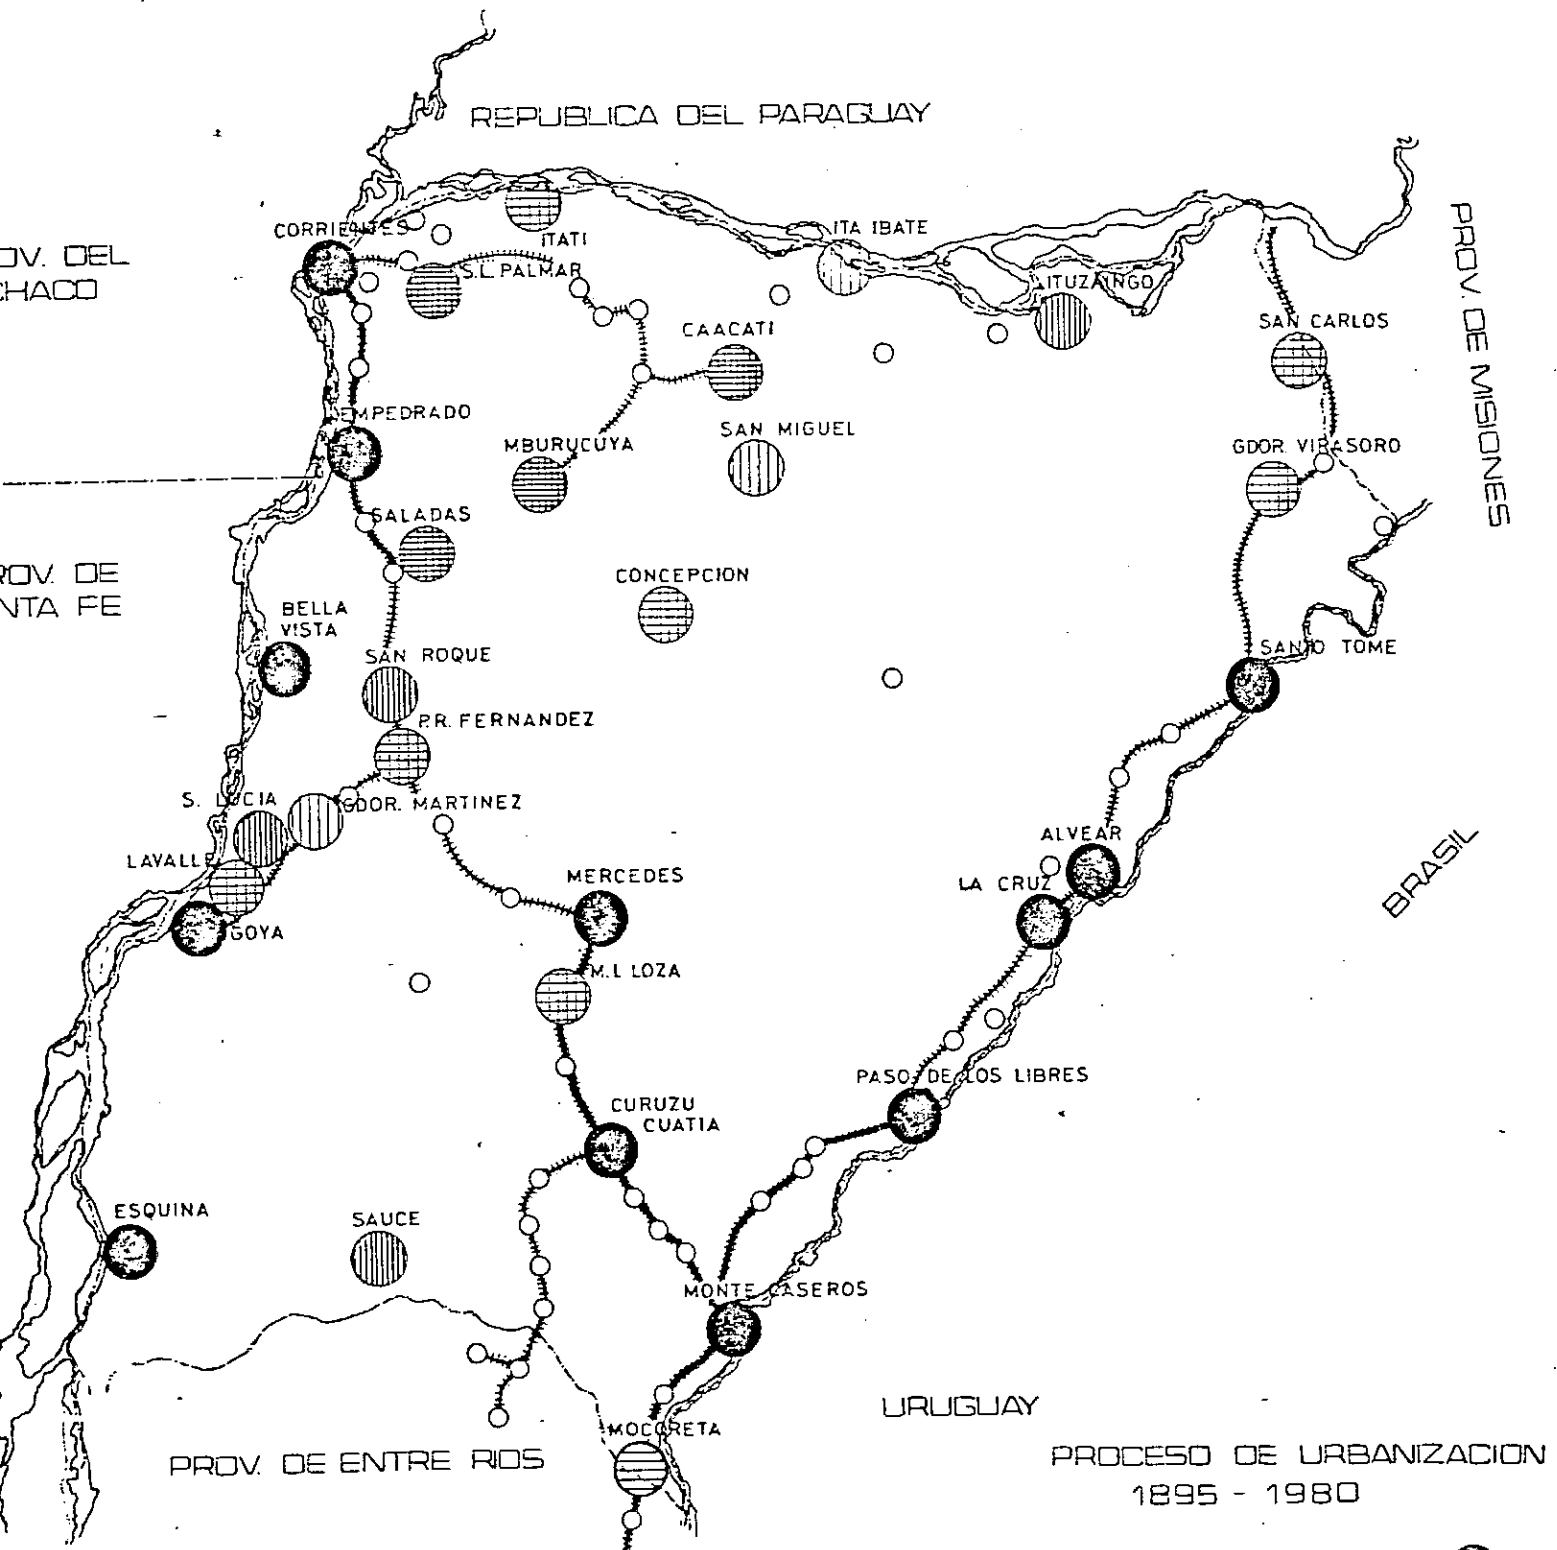 REPUBLICA DEL PARAGUAY
CORRIENTES
ITATI
S.L. PALMAR
ITA IBATE
ITUZAINGO
PROV. DE MISIONES
OV. DEL
CHACO
CAACATI
SAN CARLOS
EMPEDRADO
MBURUCUYA
SAN MIGUEL
GDOR. VIRASORO
SALADAS
ROV. DE
NTA FE
CONCEPCION
BELLA
VISTA
SAN ROQUE
SANTO TOME
P.R. FERNANDEZ
S. LUCIA
GDOR. MARTINEZ
LAVALLE
MERCEDES
ALVEAR
LA CRUZ
BRASIL
GOYA
M.I. LOZA
PASO DE LOS LIBRES
CURUZU
CUATIA
ESQUINA
SAUCE
MONTE CASEROS
URUGUAY
MOCORETA
PROV. DE ENTRE RIOS
PROCESO DE URBANIZACION
1895 - 1980